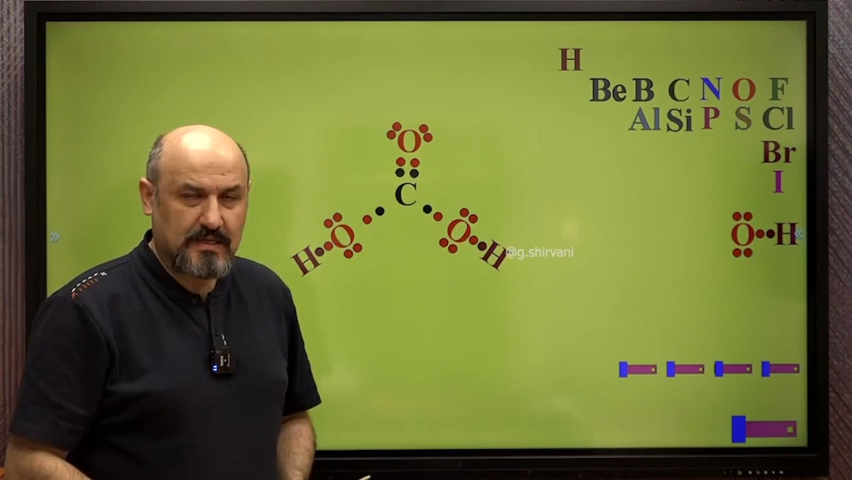 H
Be B C N O F
Al Si P S Cl
Br
I
O
C
H O O H
O H
@g.shirvani